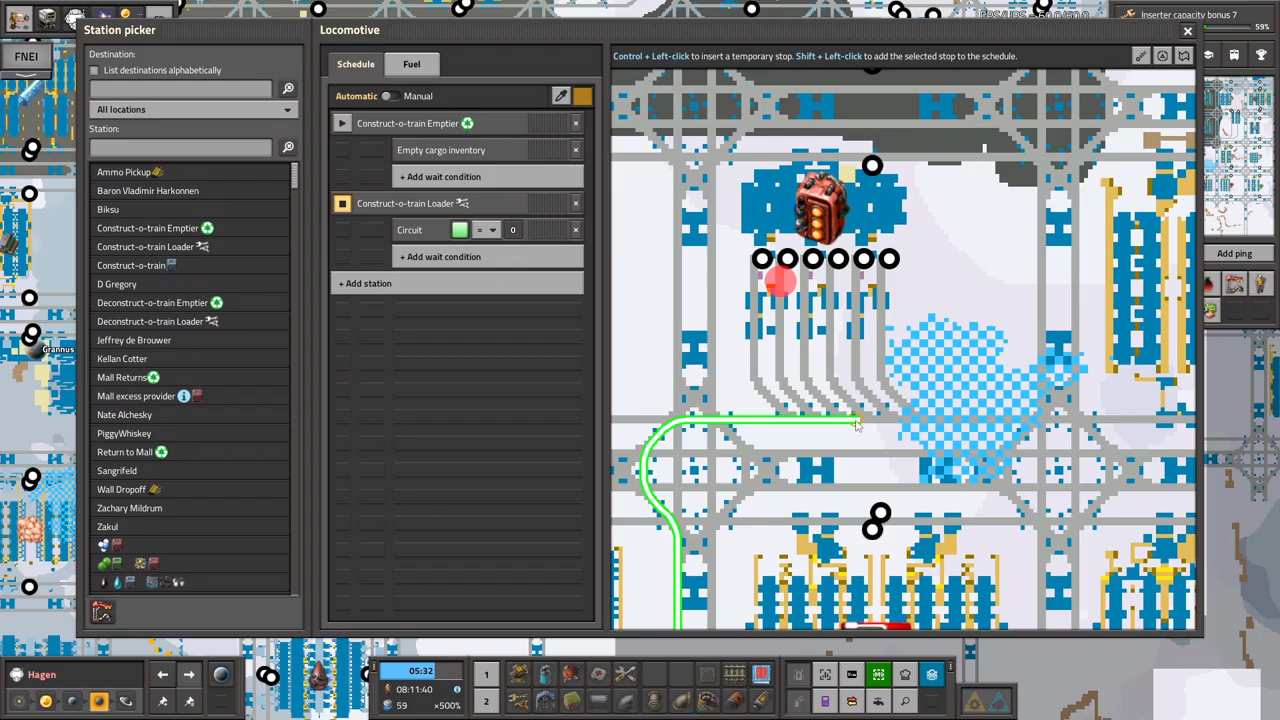 Inserter capacity bonus 7
59%
FNEI
Station picker
Destination:
List destinations alphabetically
All locations
Station:
Ammo Pickup
Baron Vladimir Harkonnen
Biksu
Construct-o-train Emptier
Construct-o-train Loader
Construct-o-train
D Gregory
Deconstruct-o-train Emptier
Deconstruct-o-train Loader
Jeffrey de Brouwer
Kellan Cotter
Mall Returns
Mall excess provider
Nate Alchesky
PiggyWhiskey
Return to Mall
Sangrifeld
Wall Dropoff
Zachary Mildrum
Zakul
Locomotive
Schedule
Fuel
Automatic
Manual
Construct-o-train Emptier
Empty cargo inventory
+ Add wait condition
Construct-o-train Loader
Circuit = 0
+ Add wait condition
+ Add station
Control + Left-click to insert a temporary stop. Shift + Left-click to add the selected stop to the schedule.
Add ping
Grannus
Hagen
05:32
08:11:40
59
×500%
1
2